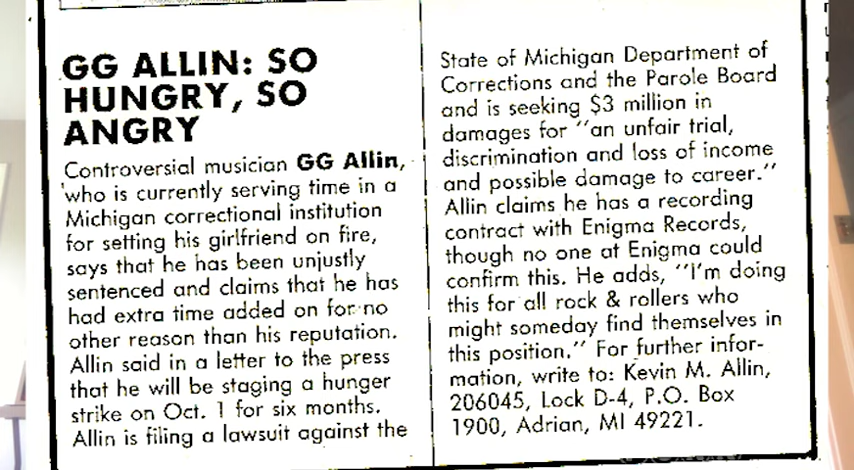 GG ALLIN: SO
HUNGRY, SO
ANGRY
Controversial musician GG Allin,
who is currently serving time in a
Michigan correctional institution
for setting his girlfriend on fire,
says that he has been unjustly
sentenced and claims that he has
had extra time added on for no
other reason than his reputation.
Allin said in a letter to the press
that he will be staging a hunger
strike on Oct. 1 for six months.
Allin is filing a lawsuit against the
State of Michigan Department of
Corrections and the Parole Board
and is seeking $3 million in
damages for "an unfair trial,
discrimination and loss of income
and possible damage to career."
Allin claims he has a recording
contract with Enigma Records,
though no one at Enigma could
confirm this. He adds, "I'm doing
this for all rock & rollers who
might someday find themselves in
this position." For further infor-
mation, write to: Kevin M. Allin,
206045, Lock D-4, P.O. Box
1900, Adrian, MI 49221.